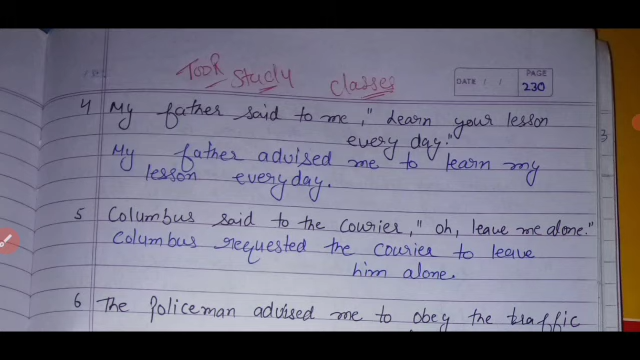 TOOR Study Classes
DATE / /
PAGE
230
4 My father said to me, " Learn your lesson
every day."
My father advised me to learn my
lesson everyday.
5 Columbus said to the Courier, " Oh, leave me alone."
Columbus requested the Courier to leave
him alone.
6 The Policeman advised me to obey the traffic
3